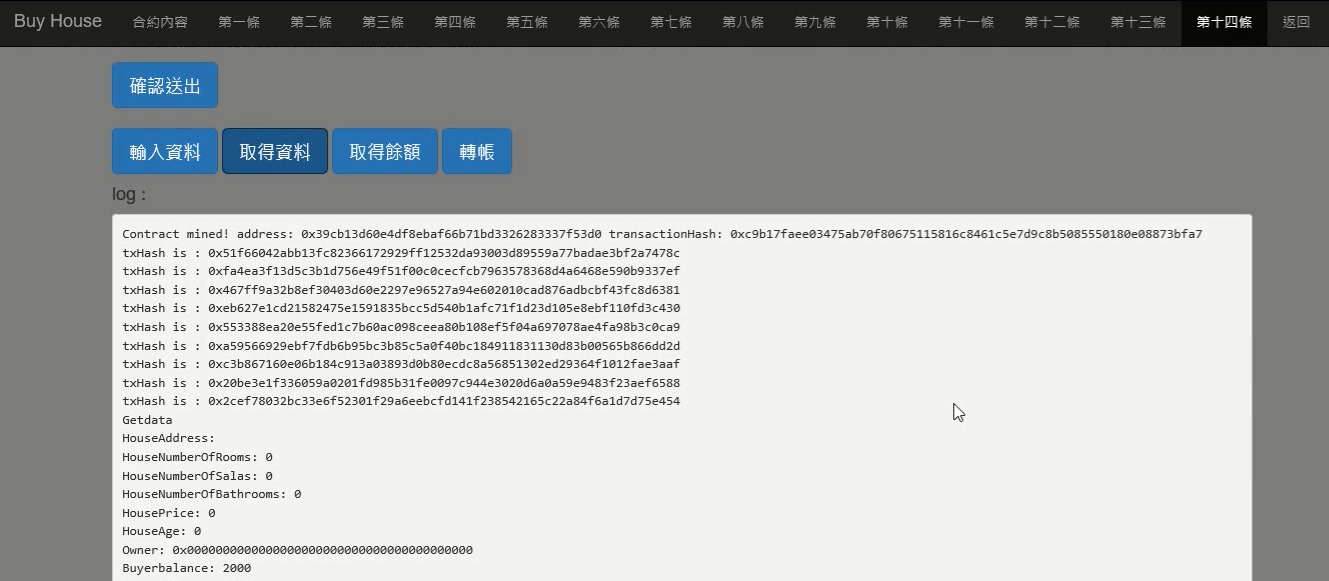 Buy House 合約內容 第一條 第二條 第三條 第四條 第五條 第六條 第七條 第八條 第九條 第十條 第十一條 第十二條 第十三條 第十四條 返回
確認送出
輸入資料 取得資料 取得餘額 轉帳
log :
Contract mined! address: 0x39cb13d60e4df8ebaf66b71bd3326283337f53d0 transactionHash: 0xc9b17faee03475ab70f80675115816c8461c5e7d9c8b5085550180e08873bfa7
txHash is : 0x51f66042abb13fc82366172929ff12532da93003d89559a77badae3bf2a7478c
txHash is : 0xfa4ea3f13d5c3b1d756e49f51f00c0cecfcb7963578368d4a6468e590b9337ef
txHash is : 0x467ff9a32b8ef30403d60e2297e96527a94e602010cad876adbcbf43fc8d6381
txHash is : 0xeb627e1cd21582475e1591835bcc5d540b1afc71f1d23d105e8ebf110fd3c430
txHash is : 0x553388ea20e55fed1c7b60ac098ceea80b108ef5f04a697078ae4fa98b3c0ca9
txHash is : 0xa59566929ebf7fdb6b95bc3b85c5a0f40bc184911831130d83b00565b866dd2d
txHash is : 0xc3b867160e06b184c913a03893d0b80ecdc8a56851302ed29364f1012fae3aaf
txHash is : 0x20be3e1f336059a0201fd985b31fe0097c944e3020d6a0a59e9483f23aef6588
txHash is : 0x2cef78032bc33e6f52301f29a6eebcfd141f238542165c22a84f6a1d7d75e454
Getdata
HouseAddress:
HouseNumberOfRooms: 0
HouseNumberOfSalas: 0
HouseNumberOfBathrooms: 0
HousePrice: 0
HouseAge: 0
Owner: 0x0000000000000000000000000000000000000000
Buyerbalance: 2000